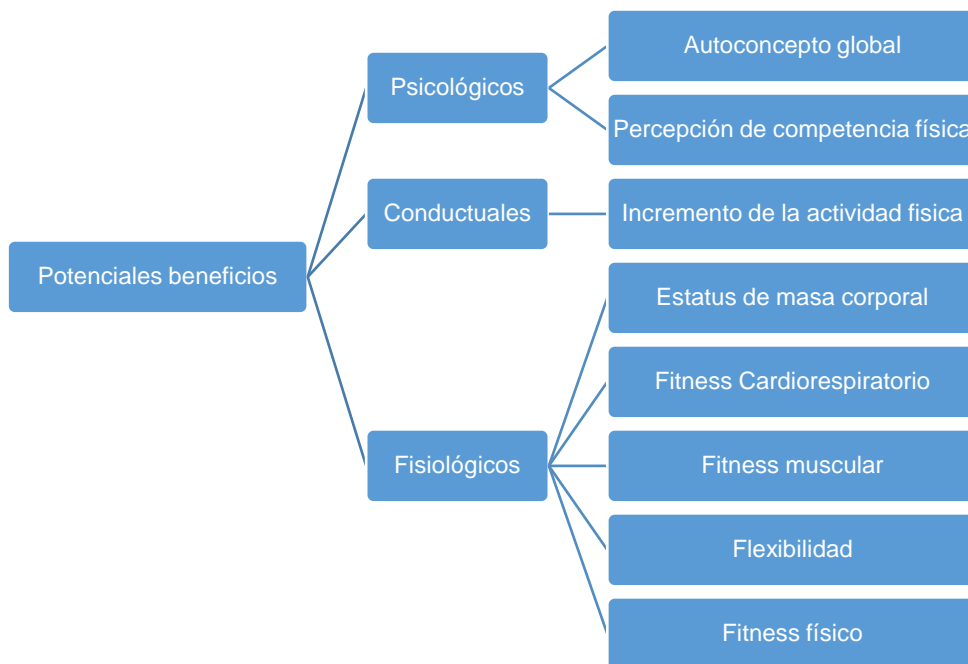 Potenciales beneficios
Psicológicos
Autoconcepto global
Percepción de competencia física
Conductuales
Incremento de la actividad fisica
Fisiológicos
Estatus de masa corporal
Fitness Cardiorespiratorio
Fitness muscular
Flexibilidad
Fitness físico